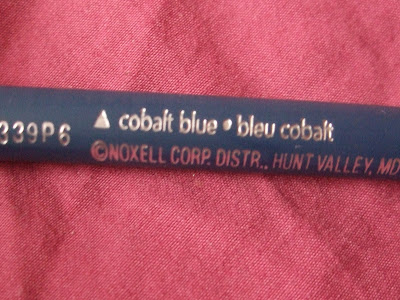 339P6 ▲ cobalt blue • bleu cobalt
©NOXELL CORP. DISTR., HUNT VALLEY, MD